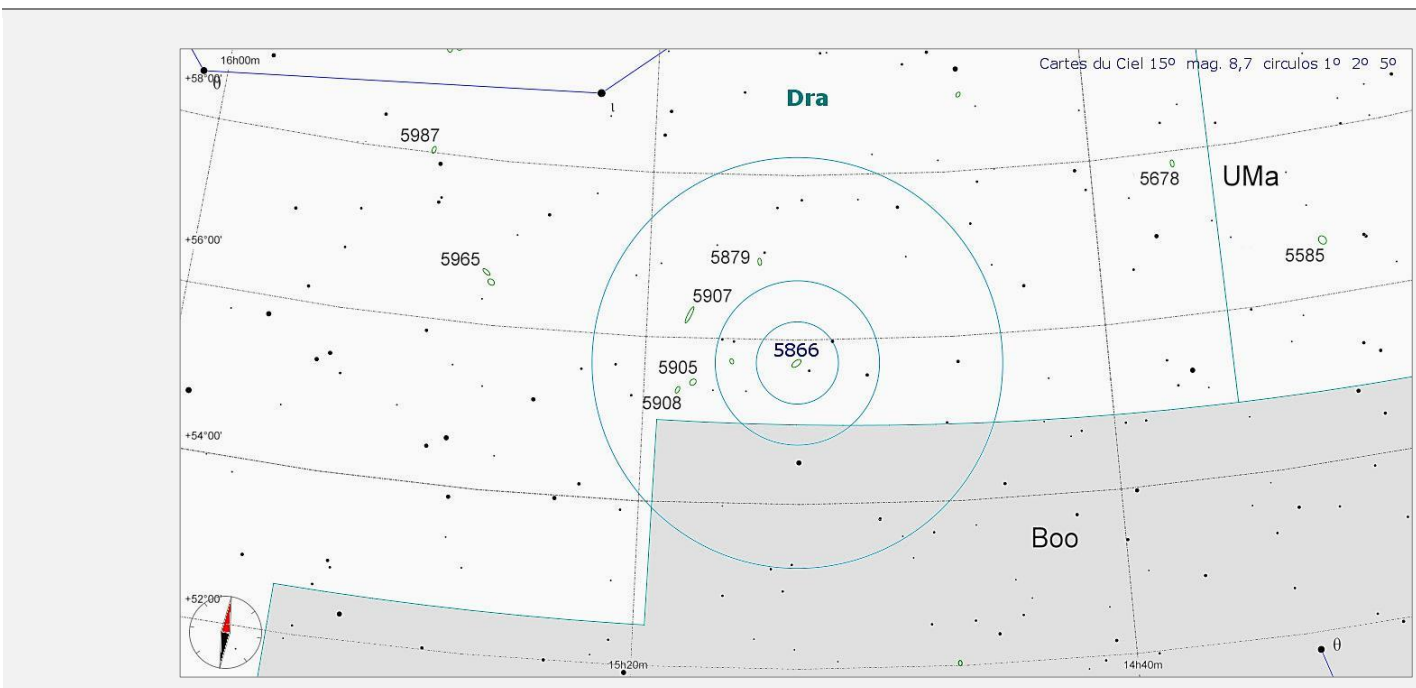 16h00m
Cartes du Ciel 15º mag. 8,7 circulos 1º 2º 5º
+58°00'
θ
ι
Dra
5987
5678
UMa
+56°00'
5965
5879
5585
5907
5866
5905
5908
+54°00'
Boo
+52°00'
15h20m
14h40m
θ